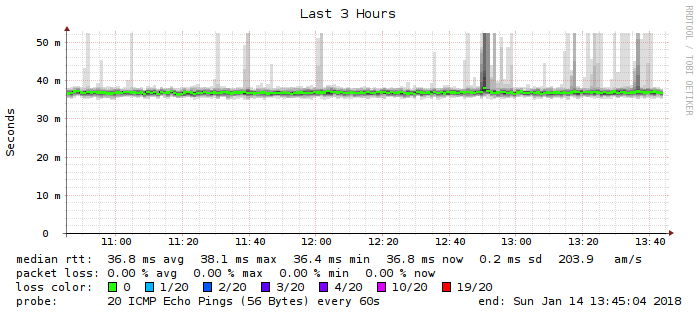 Last 3 Hours
RRDTOOL / TOBI OETIKER
Seconds
50 m
40 m
30 m
20 m
10 m
0
11:00 11:20 11:40 12:00 12:20 12:40 13:00 13:20 13:40
median rtt: 36.8 ms avg 38.1 ms max 36.4 ms min 36.8 ms now 0.2 ms sd 203.9 am/s
packet loss: 0.00 % avg 0.00 % max 0.00 % min 0.00 % now
loss color: 0 1/20 2/20 3/20 4/20 10/20 19/20
probe: 20 ICMP Echo Pings (56 Bytes) every 60s end: Sun Jan 14 13:45:04 2018